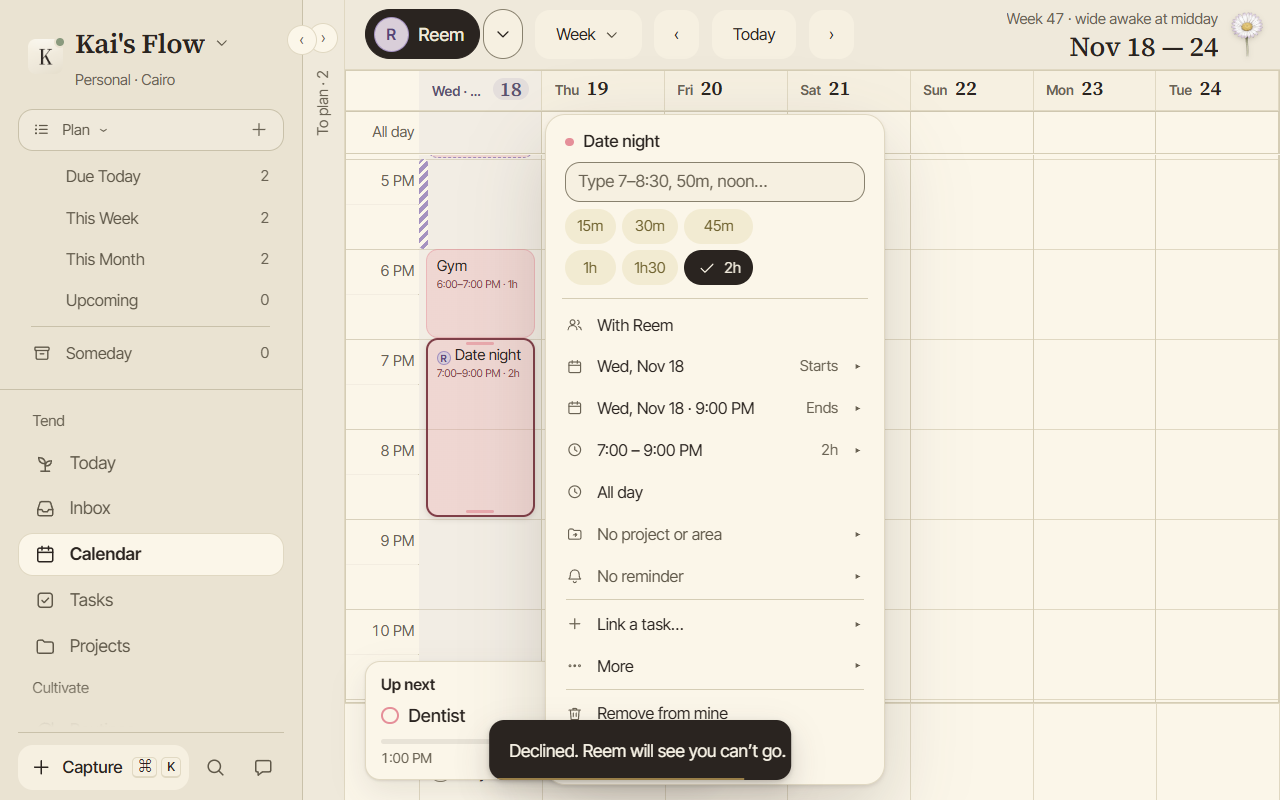 K
Kai's Flow
Personal · Cairo
Plan
Due Today 2
This Week 2
This Month 2
Upcoming 0
Someday 0
Tend
Today
Inbox
Calendar
Tasks
Projects
Cultivate
Capture ⌘ K
To plan · 2
R Reem
Week
‹
Today
›
Week 47 · wide awake at midday
Nov 18 — 24
Wed · … 18
Thu 19
Fri 20
Sat 21
Sun 22
Mon 23
Tue 24
All day
5 PM
6 PM
7 PM
8 PM
9 PM
10 PM
Gym
6:00–7:00 PM · 1h
R Date night
7:00–9:00 PM · 2h
Date night
Type 7–8:30, 50m, noon…
15m 30m 45m
1h 1h30 2h
With Reem
Wed, Nov 18 Starts
Wed, Nov 18 · 9:00 PM Ends
7:00 – 9:00 PM 2h
All day
No project or area
No reminder
Link a task…
More
Remove from mine
Up next
Dentist
1:00 PM
Declined. Reem will see you can't go.